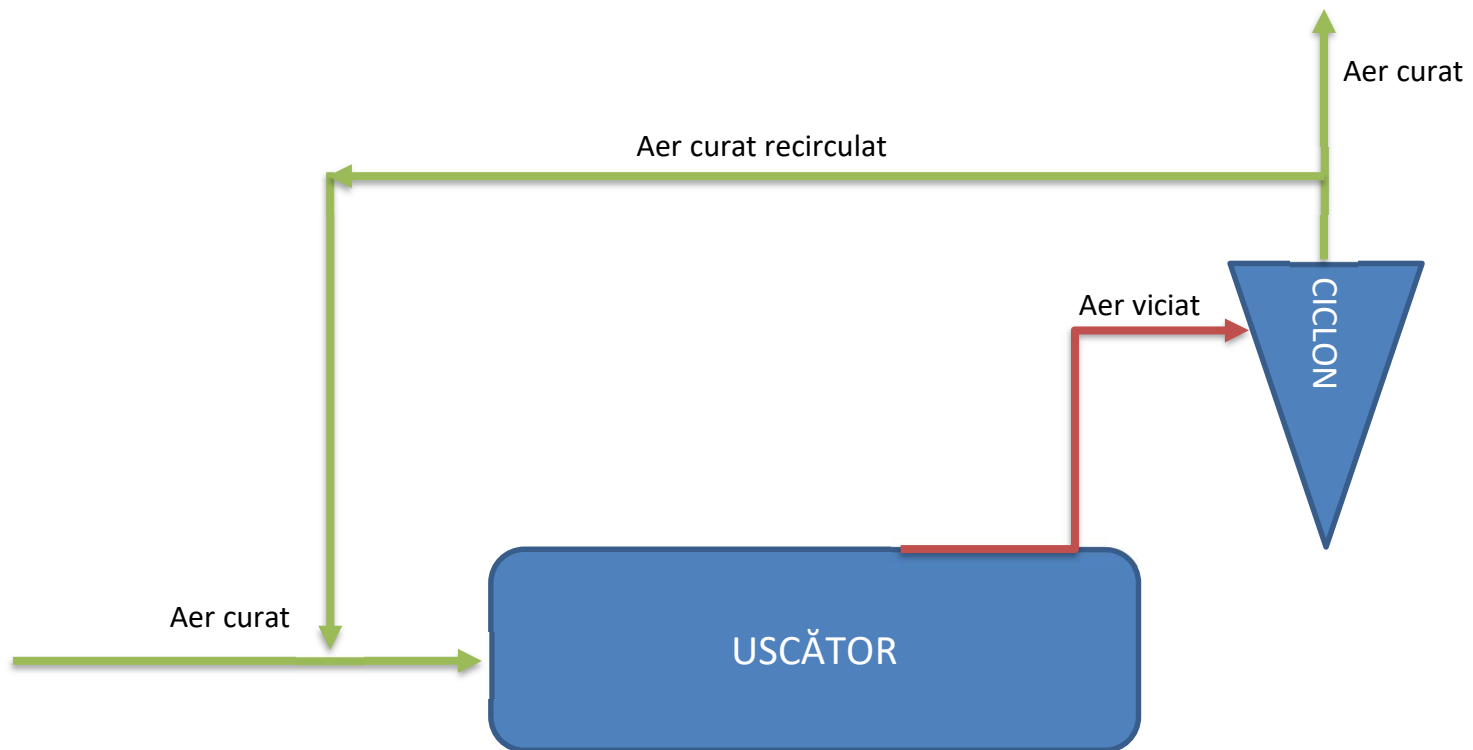 Aer curat
Aer curat recirculat
CICLON
Aer viciat
Aer curat
USCĂTOR